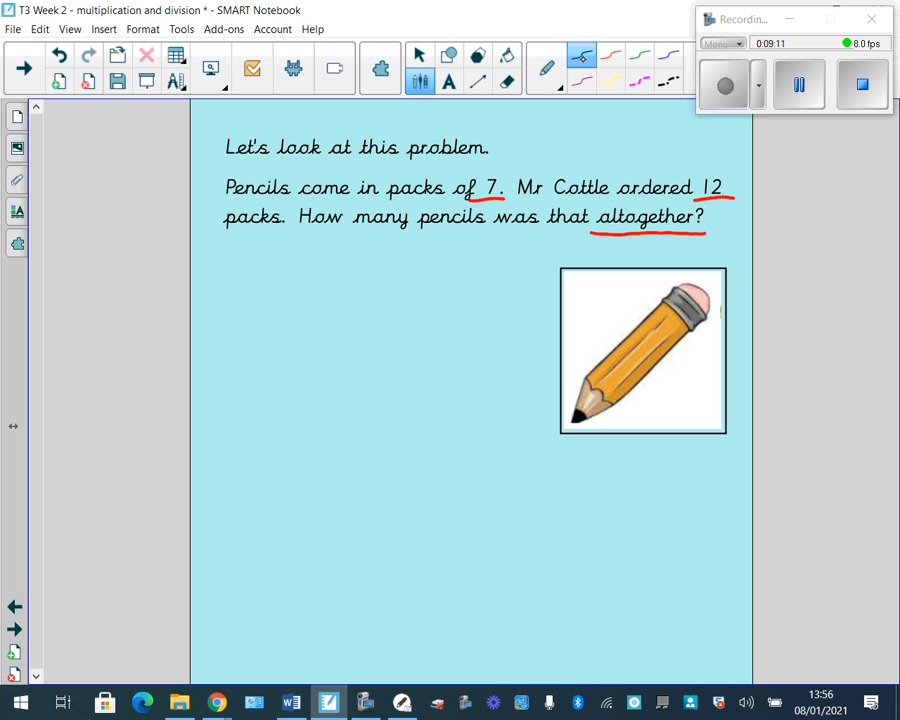 T3 Week 2 - multiplication and division * - SMART Notebook
File Edit View Insert Format Tools Add-ons Account Help
Recordin...
Menu 0:09:11 8.0 fps
Let's look at this problem.
Pencils come in packs of 7. Mr Cottle ordered 12
packs. How many pencils was that altogether?
13:56
08/01/2021